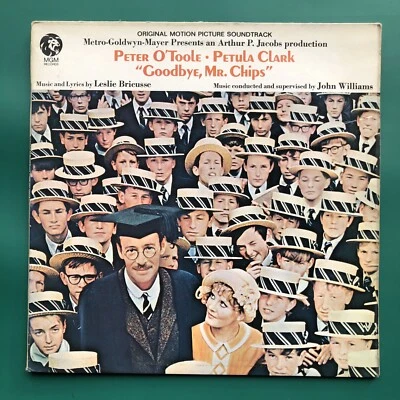 ORIGINAL MOTION PICTURE SOUNDTRACK
Metro-Goldwyn-Mayer Presents an Arthur P. Jacobs production
PETER O'TOOLE • PETULA CLARK
"GOODBYE, MR. CHIPS"
Music and Lyrics by Leslie Bricusse
Music conducted and supervised by John Williams
MGM
RECORDS